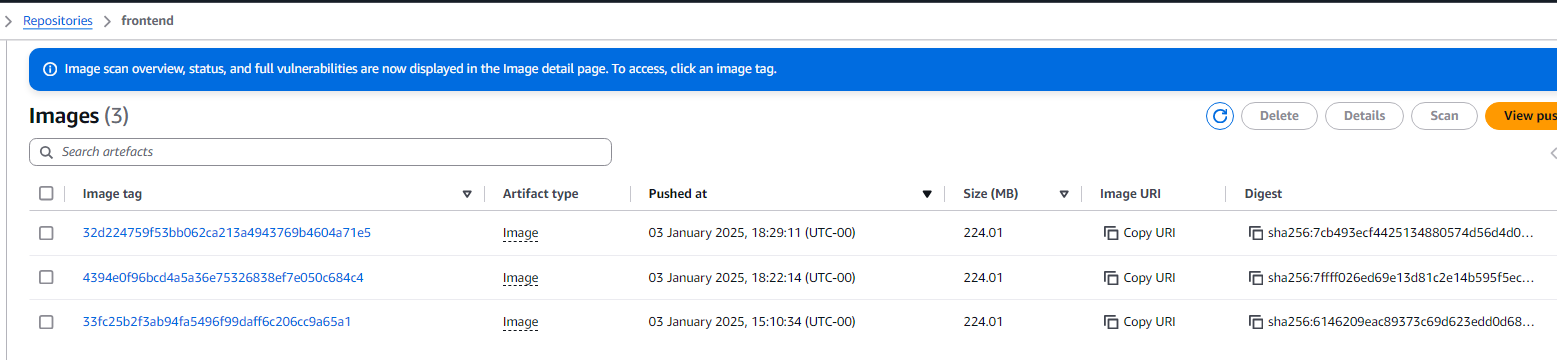 Repositories frontend
Image scan overview, status, and full vulnerabilities are now displayed in the Image detail page. To access, click an image tag.
Images (3) Delete Details Scan View pus
Search artefacts
Image tag Artifact type Pushed at Size (MB) Image URI Digest
32d224759f53bb062ca213a4943769b4604a71e5 Image 03 January 2025, 18:29:11 (UTC-00) 224.01 Copy URI sha256:7cb493ecf4425134880574d56d4d0...
4394e0f96bcd4a5a36e75326838ef7e050c684c4 Image 03 January 2025, 18:22:14 (UTC-00) 224.01 Copy URI sha256:7ffff026ed69e13d81c2e14b595f5ec...
33fc25b2f3ab94fa5496f99daff6c206cc9a65a1 Image 03 January 2025, 15:10:34 (UTC-00) 224.01 Copy URI sha256:6146209eac89373c69d623edd0d68...